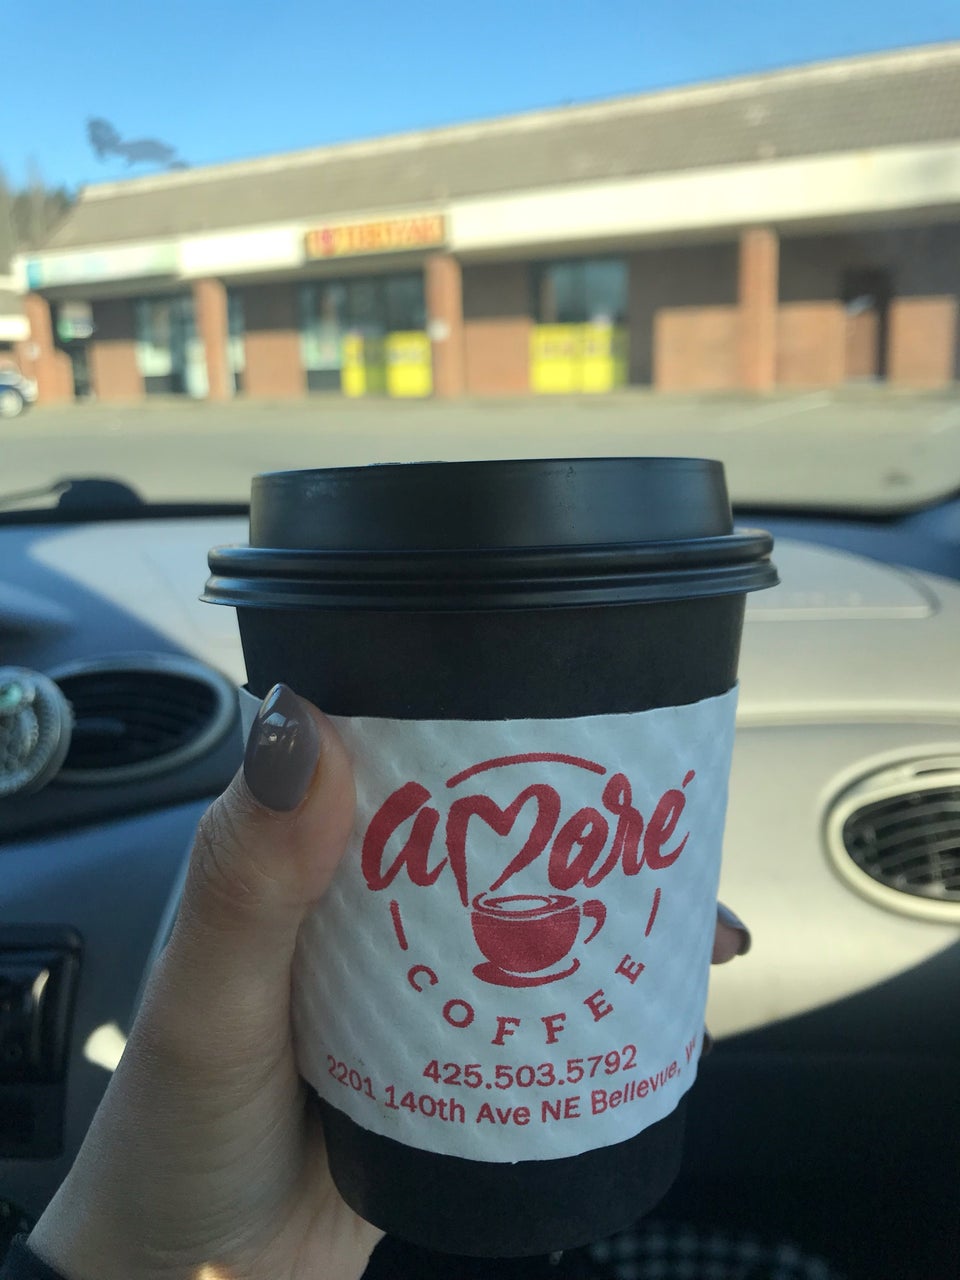 amoré
COFFEE
425.503.5792
2201 140th Ave NE Bellevue,